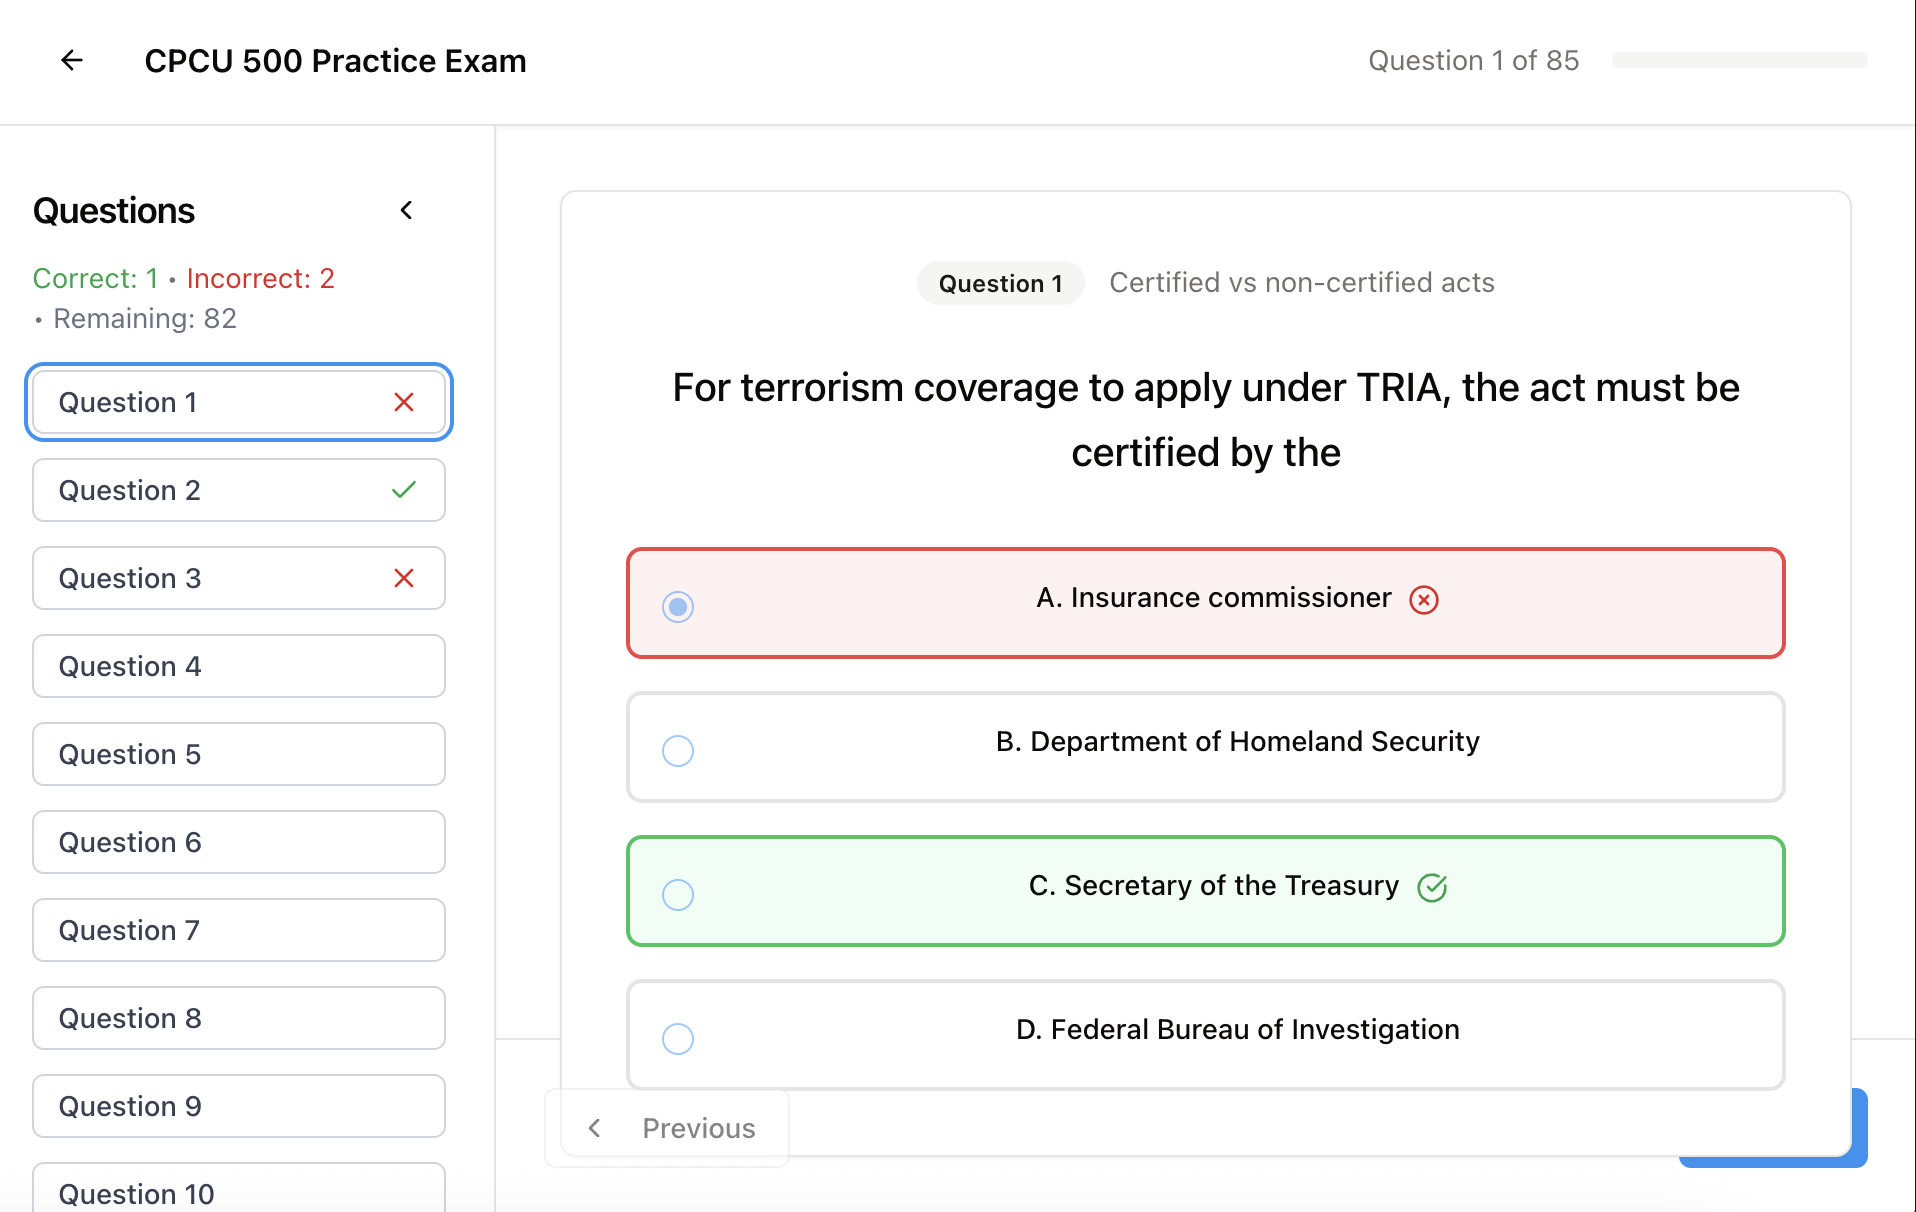 CPCU 500 Practice Exam
Question 1 of 85
Questions
Correct: 1 • Incorrect: 2
• Remaining: 82
Question 1
Question 2
Question 3
Question 4
Question 5
Question 6
Question 7
Question 8
Question 9
Question 10
Question 1 Certified vs non-certified acts
For terrorism coverage to apply under TRIA, the act must be
certified by the
A. Insurance commissioner
B. Department of Homeland Security
C. Secretary of the Treasury
D. Federal Bureau of Investigation
Previous